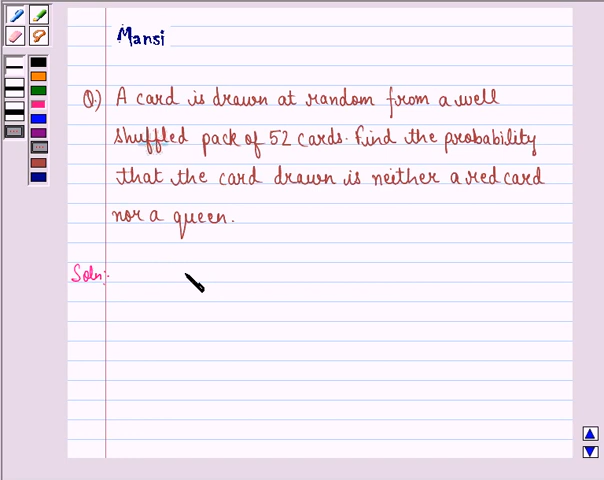 Mansi
Q.) A card is drawn at random from a well
shuffled pack of 52 cards. Find the probability
that the card drawn is neither a red card
nor a queen.
Soln:-